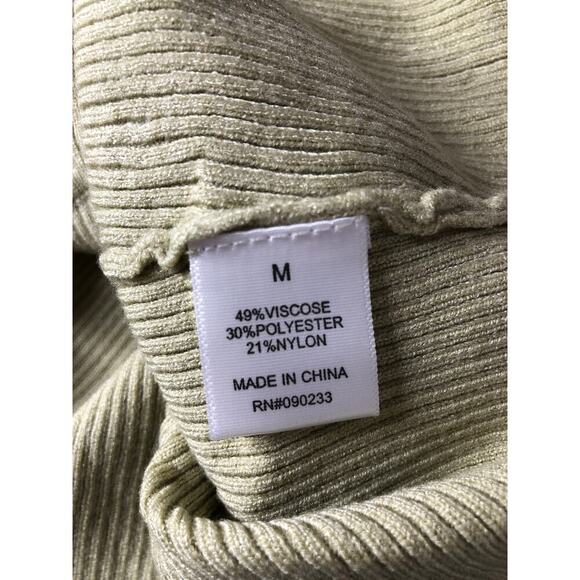 M
49%VISCOSE
30%POLYESTER
21%NYLON
MADE IN CHINA
RN#090233